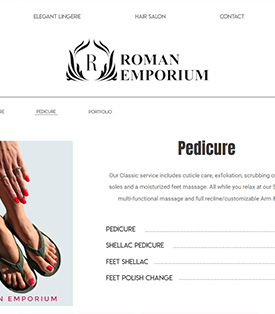 ELEGANT LINGERIE
HAIR SALON
CONTACT
R
ROMAN
EMPORIUM
RE
PEDICURE
PORTFOLIO
Pedicure
Our Classic service includes cuticle care, exfoliation, scrubbing o
soles and a moisturized feet massage. All while you relax at our S
multi-functional massage and full recline/customizable Arm &
PEDICURE
SHELLAC PEDICURE
FEET SHELLAC
FEET POLISH CHANGE
N EMPORIUM